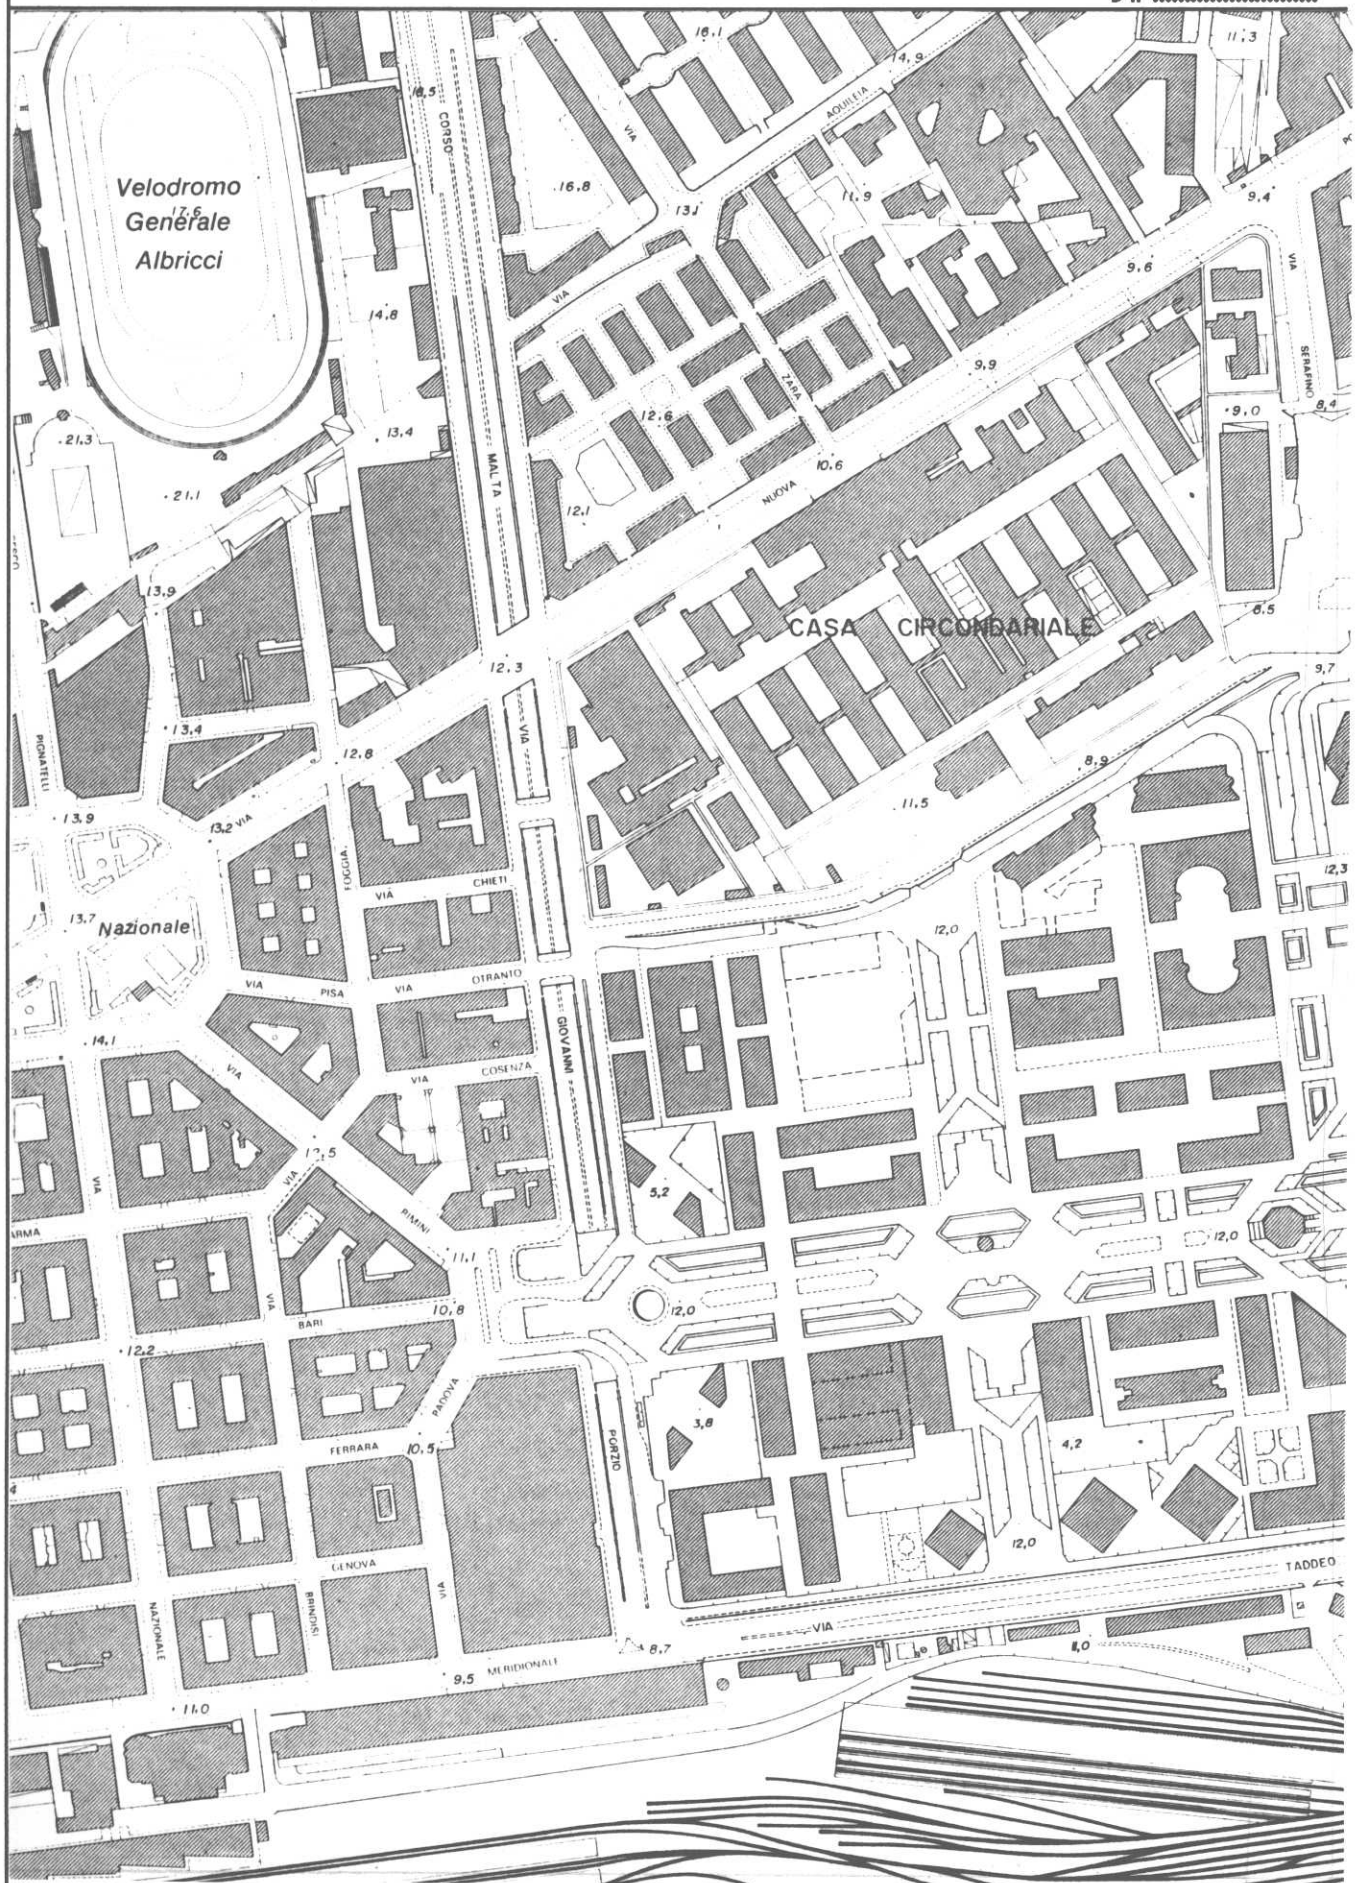 16.1
11.3
14.9
18.5
CORSO
VIA
AQUILEIA
Velodromo
17.6
Generale
Albricci
.16.8
13.1
11.9
9.4
VIA
9.6
14.8
VIA
9.9
ZARA
SERAFINO
8,4
12.6
.9,0
.21.3
.13.4
MALTA
10.6
NUOVA
.21.1
12.1
13.9
CASA CIRCONDARIALE
8.5
12.3
9,7
PIGNATELLI
.13,4
VIA
.12.8
8,9
11.5
.13,9
13,2 VIA
FOGGIA
VIA CHIETI
12,3
.13.7
Nazionale
12,0
VIA PISA
VIA OTRANTO
.14.1
GIOVANNI
VIA
VIA COSENZA
12,5
VIA
VIA
5,2
RIMINI
ARMA
11.1
12,0
VIA
10,8
12,0
BARI
.12.2
PADOVA
3,8
FERRARA
10,5
PORZIO
4,2
4
12,0
GENOVA
TADDEO
VIA
NAZIONALE
BRINDISI
VIA
8.7
11,0
9.5
MERIDIONALE
.11.0